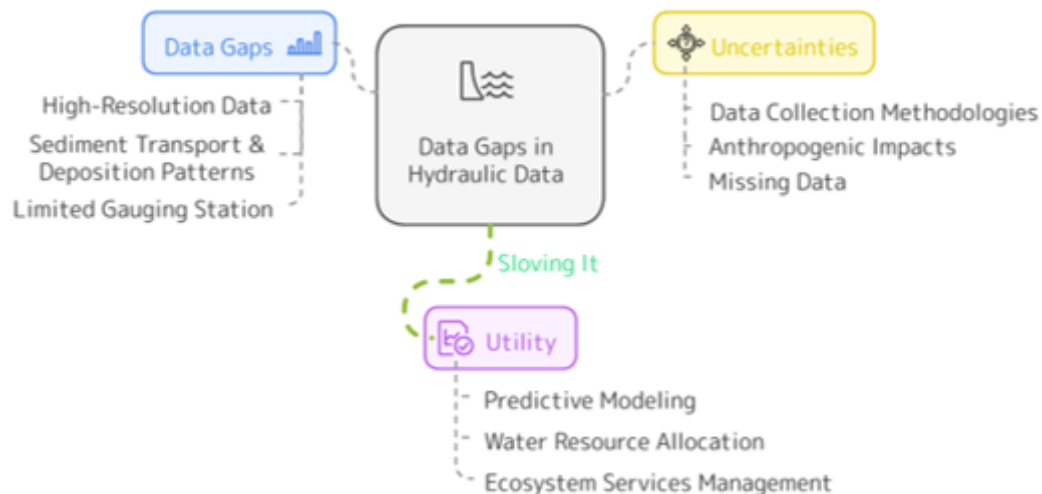 Data Gaps
High-Resolution Data
Sediment Transport &
Deposition Patterns
Limited Gauging Station
Data Gaps in
Hydraulic Data
Uncertainties
Data Collection Methodologies
Anthropogenic Impacts
Missing Data
Sloving It
Utility
Predictive Modeling
Water Resource Allocation
Ecosystem Services Management